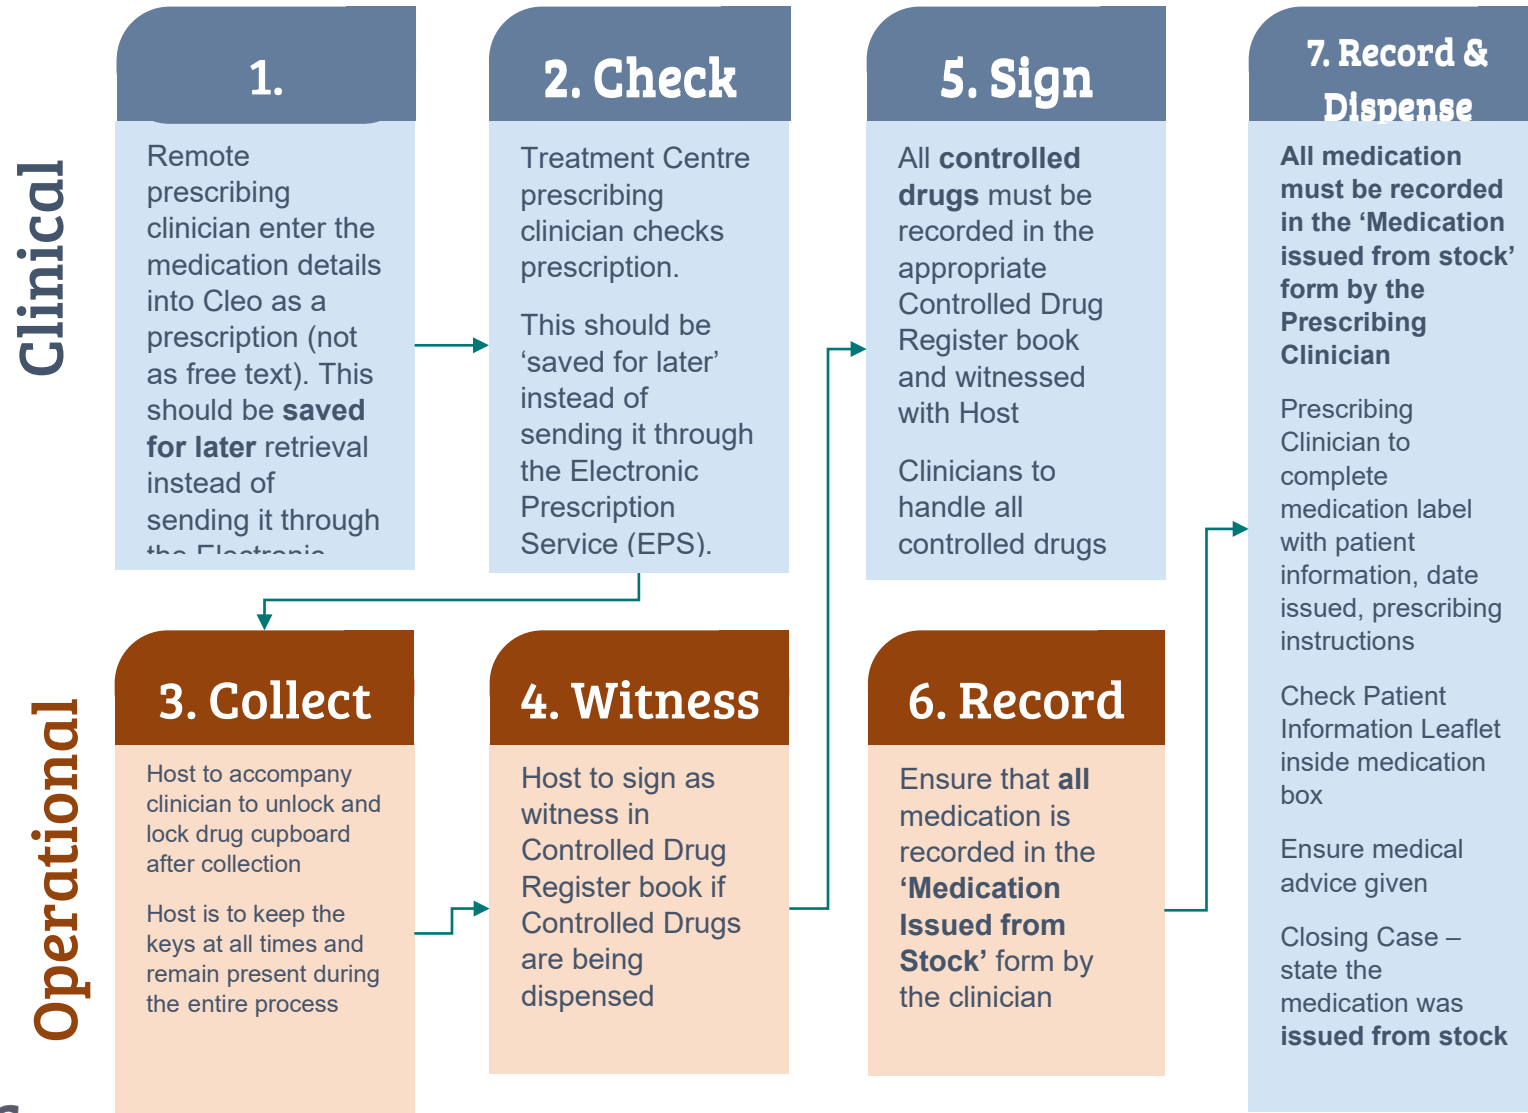 Clinical
1.
Remote
prescribing
clinician enter the
medication details
into Cleo as a
prescription (not
as free text). This
should be saved
for later retrieval
instead of
sending it through
the Electronic
2. Check
Treatment Centre
prescribing
clinician checks
prescription.
This should be
‘saved for later’
instead of
sending it through
the Electronic
Prescription
Service (EPS).
5. Sign
All controlled
drugs must be
recorded in the
appropriate
Controlled Drug
Register book
and witnessed
with Host
Clinicians to
handle all
controlled drugs
7. Record &
Dispense
All medication
must be recorded
in the ‘Medication
issued from stock’
form by the
Prescribing
Clinician
Prescribing
Clinician to
complete
medication label
with patient
information, date
issued, prescribing
instructions
Check Patient
Information Leaflet
inside medication
box
Ensure medical
advice given
Closing Case –
state the
medication was
issued from stock
Operational
3. Collect
Host to accompany
clinician to unlock and
lock drug cupboard
after collection
Host is to keep the
keys at all times and
remain present during
the entire process
4. Witness
Host to sign as
witness in
Controlled Drug
Register book if
Controlled Drugs
are being
dispensed
6. Record
Ensure that all
medication is
recorded in the
‘Medication
Issued from
Stock’ form by
the clinician